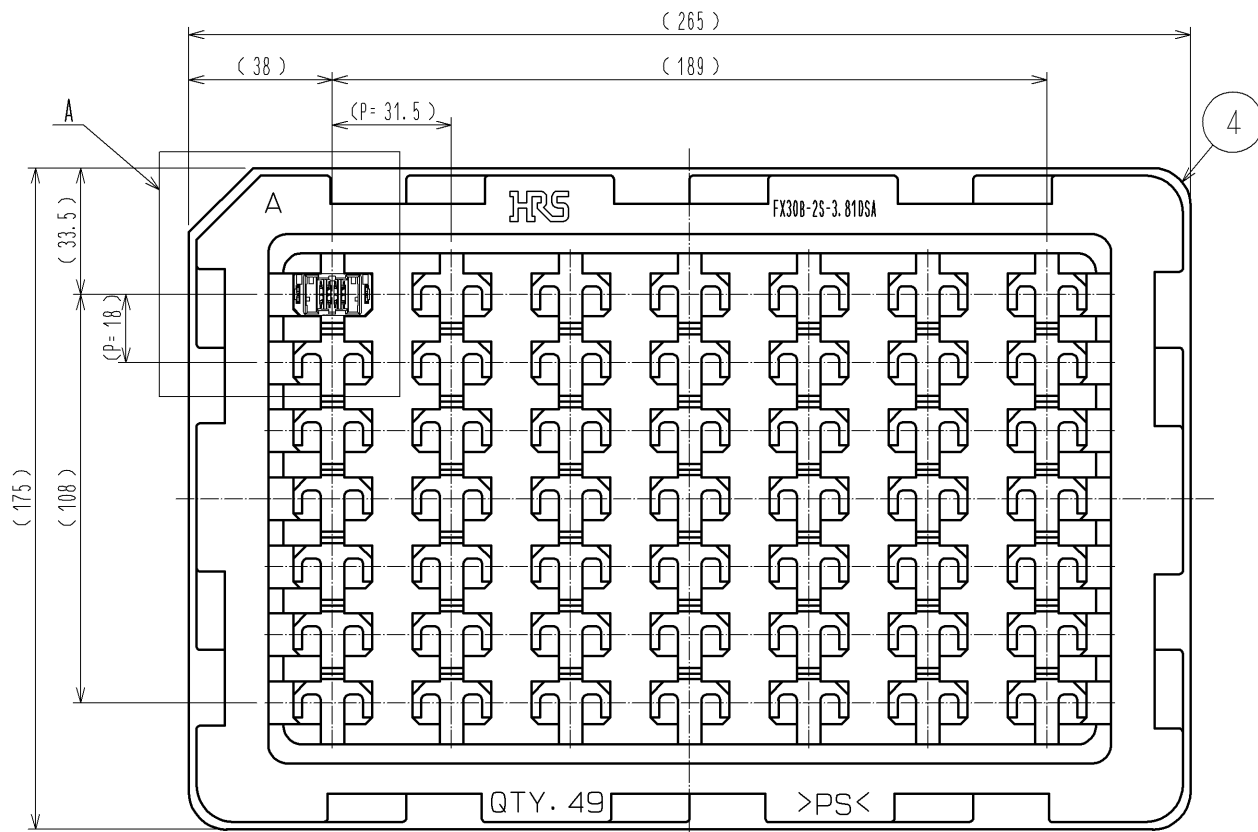 (265)
(38)
(189)
(P=31.5)
A
4
A
HRS
FX30B-2S-3.81DSA
(33.5)
(P=18)
(175)
(108)
QTY. 49
>PS<